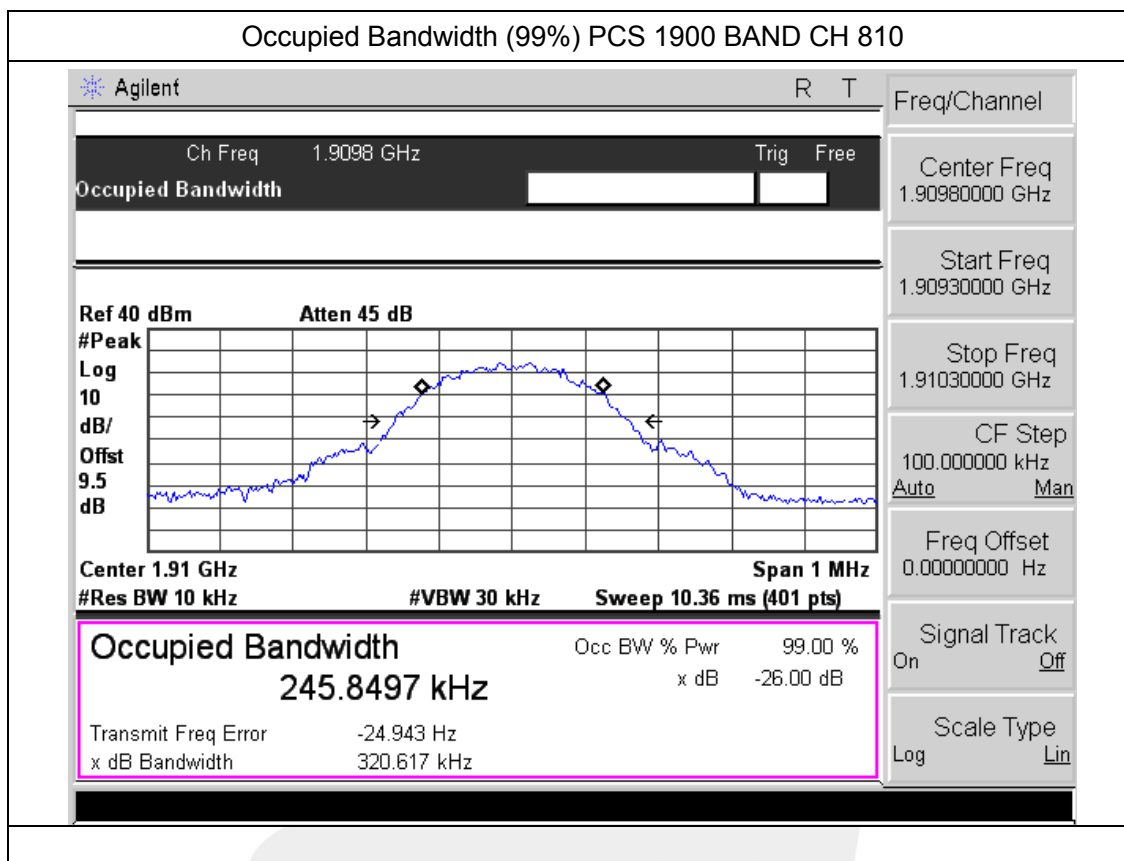 Occupied Bandwidth (99%) PCS 1900 BAND CH 810
Agilent R T
Ch Freq 1.9098 GHz Trig Free
Occupied Bandwidth
Ref 40 dBm Atten 45 dB
#Peak
Log
10
dB/
Offst
9.5
dB
Center 1.91 GHz Span 1 MHz
#Res BW 10 kHz #VBW 30 kHz Sweep 10.36 ms (401 pts)
Occupied Bandwidth Occ BW % Pwr 99.00 %
245.8497 kHz x dB -26.00 dB
Transmit Freq Error -24.943 Hz
x dB Bandwidth 320.617 kHz
Freq/Channel
Center Freq
1.90980000 GHz
Start Freq
1.90930000 GHz
Stop Freq
1.91030000 GHz
CF Step
100.000000 kHz
Auto Man
Freq Offset
0.00000000 Hz
Signal Track
On Off
Scale Type
Log Lin